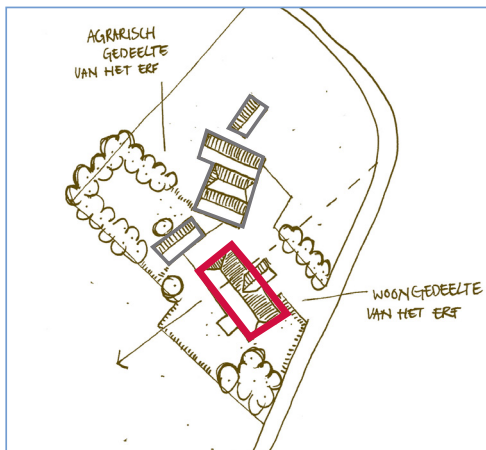 AGRARISCH
GEDEELTE
VAN HET ERF
WOONGEDEELTE
VAN HET ERF